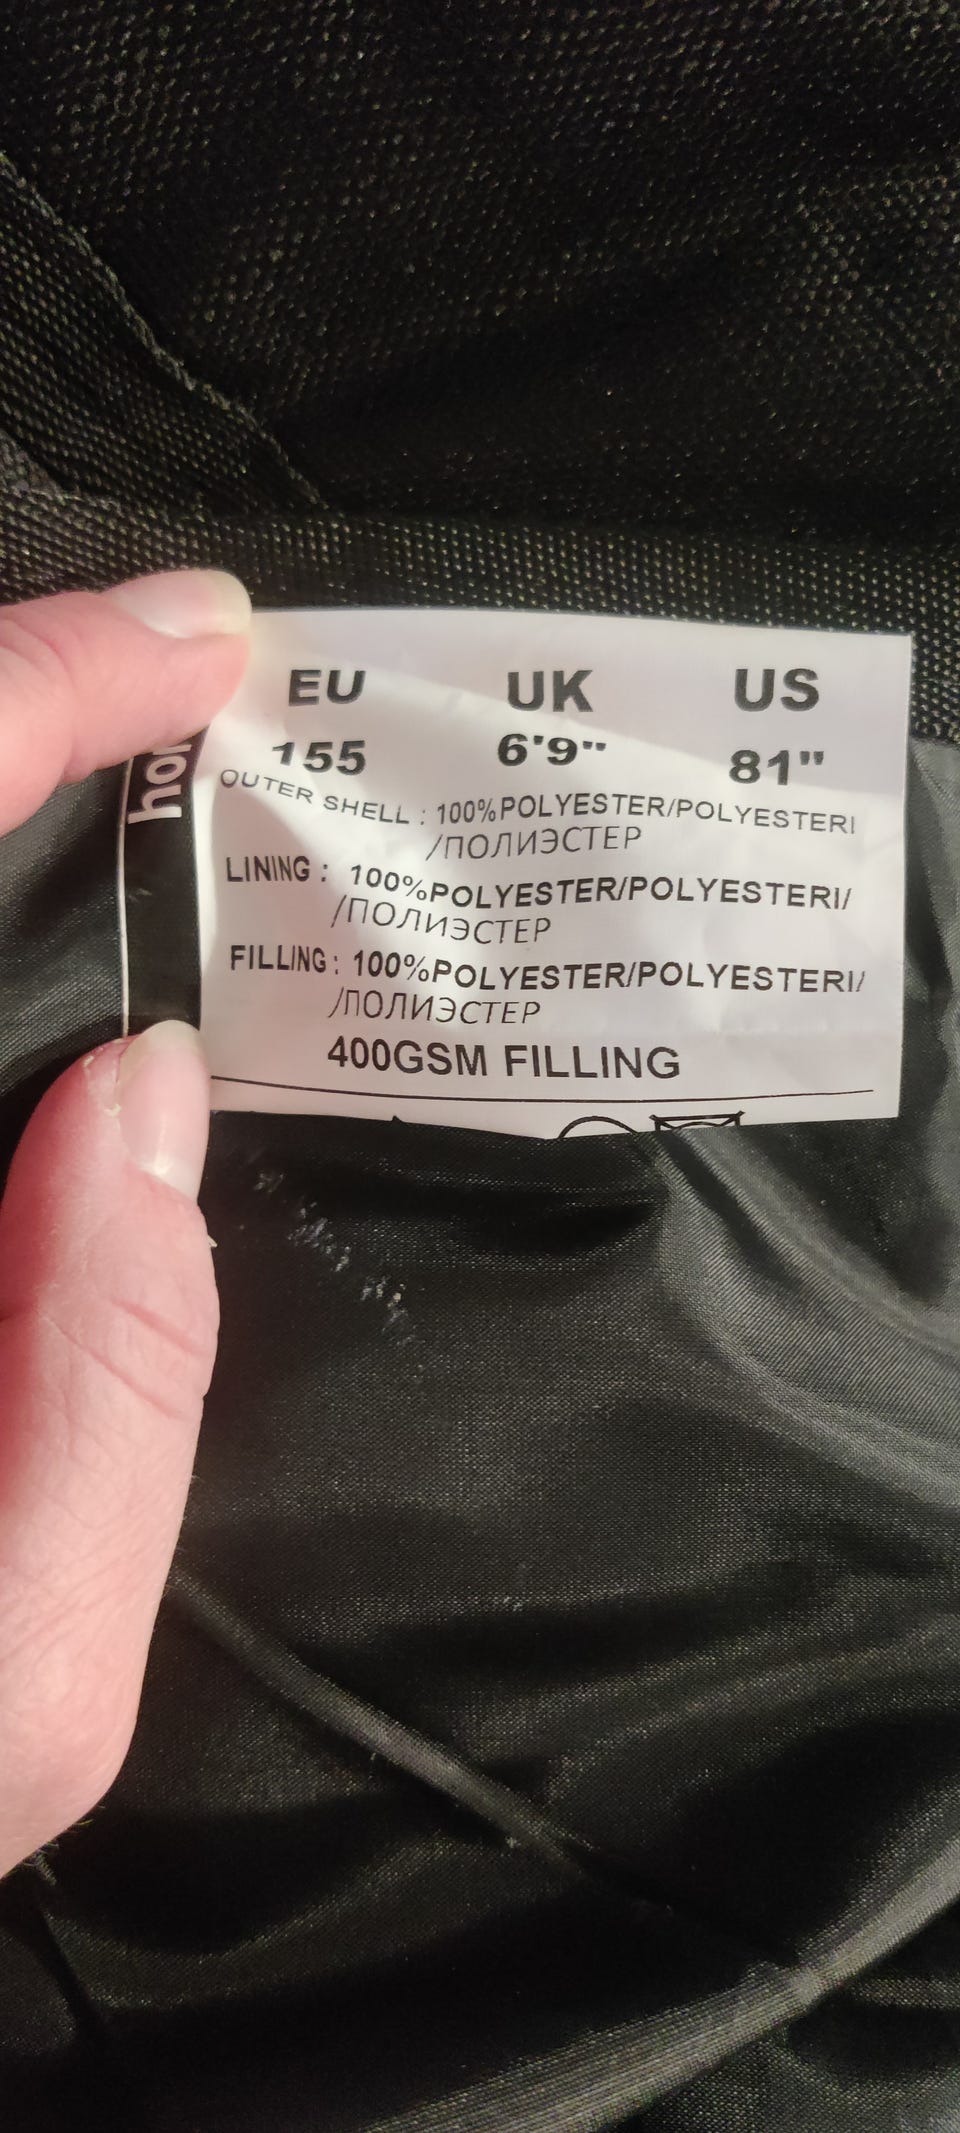 EU UK US
155 6'9" 81"
OUTER SHELL : 100%POLYESTER/POLYESTERI
/ПОЛИЭСТЕР
LINING : 100%POLYESTER/POLYESTERI/
/ПОЛИЭСТЕР
FILLING : 100%POLYESTER/POLYESTERI/
/ПОЛИЭСТЕР
400GSM FILLING